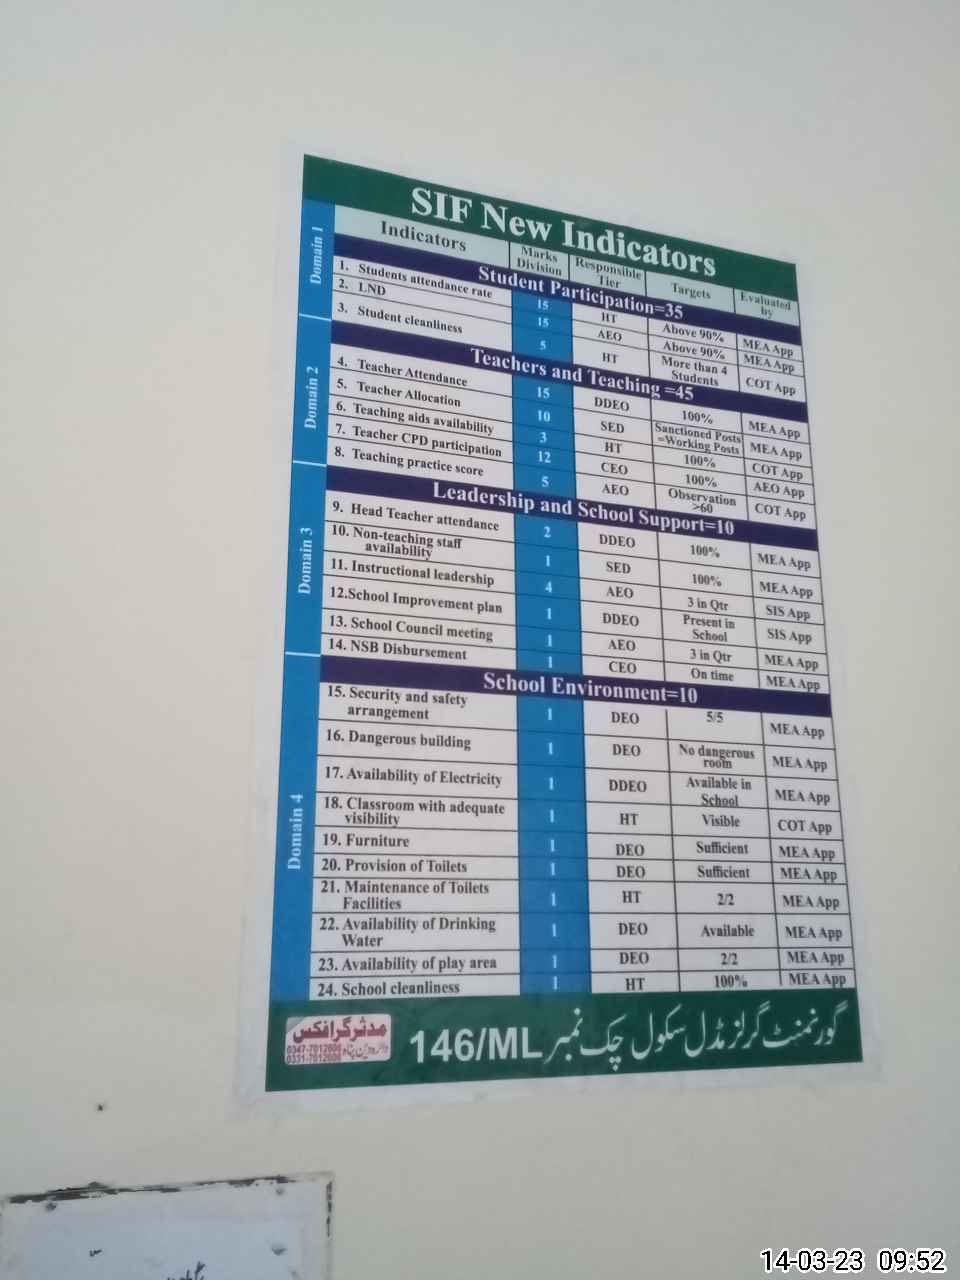 SIF New Indicators
Indicators Marks Division Responsible Tier Targets Evaluated by
Domain 1
Student Participation=35
1. Students attendance rate 15 HT Above 90% MEA App
2. LND 15 AEO Above 90% MEA App
3. Student cleanliness 5 HT More than 4 Students COT App
Domain 2
Teachers and Teaching =45
4. Teacher Attendance 15 DDEO 100% MEA App
5. Teacher Allocation 10 SED Sanctioned Posts =Working Posts MEA App
6. Teaching aids availability 3 HT 100% COT App
7. Teacher CPD participation 12 CEO 100% AEO App
8. Teaching practice score 5 AEO Observation >60 COT App
Domain 3
Leadership and School Support=10
9. Head Teacher attendance 2 DDEO 100% MEA App
10. Non-teaching staff availability 1 SED 100% MEA App
11. Instructional leadership 4 AEO 3 in Qtr SIS App
12.School Improvement plan 1 DDEO Present in School SIS App
13. School Council meeting 1 AEO 3 in Qtr MEA App
14. NSB Disbursement 1 CEO On time MEA App
Domain 4
School Environment=10
15. Security and safety arrangement 1 DEO 5/5 MEA App
16. Dangerous building 1 DEO No dangerous room MEA App
17. Availability of Electricity 1 DDEO Available in School MEA App
18. Classroom with adequate visibility 1 HT Visible COT App
19. Furniture 1 DEO Sufficient MEA App
20. Provision of Toilets 1 DEO Sufficient MEA App
21. Maintenance of Toilets Facilities 1 HT 2/2 MEA App
22. Availability of Drinking Water 1 DEO Available MEA App
23. Availability of play area 1 DEO 2/2 MEA App
24. School cleanliness 1 HT 100% MEA App
گورنمنٹ گرلز مڈل سکول چک نمبر 146/ML
مدثر گرافکس
0347-7012606
0331-7012606
14-03-23 09:52